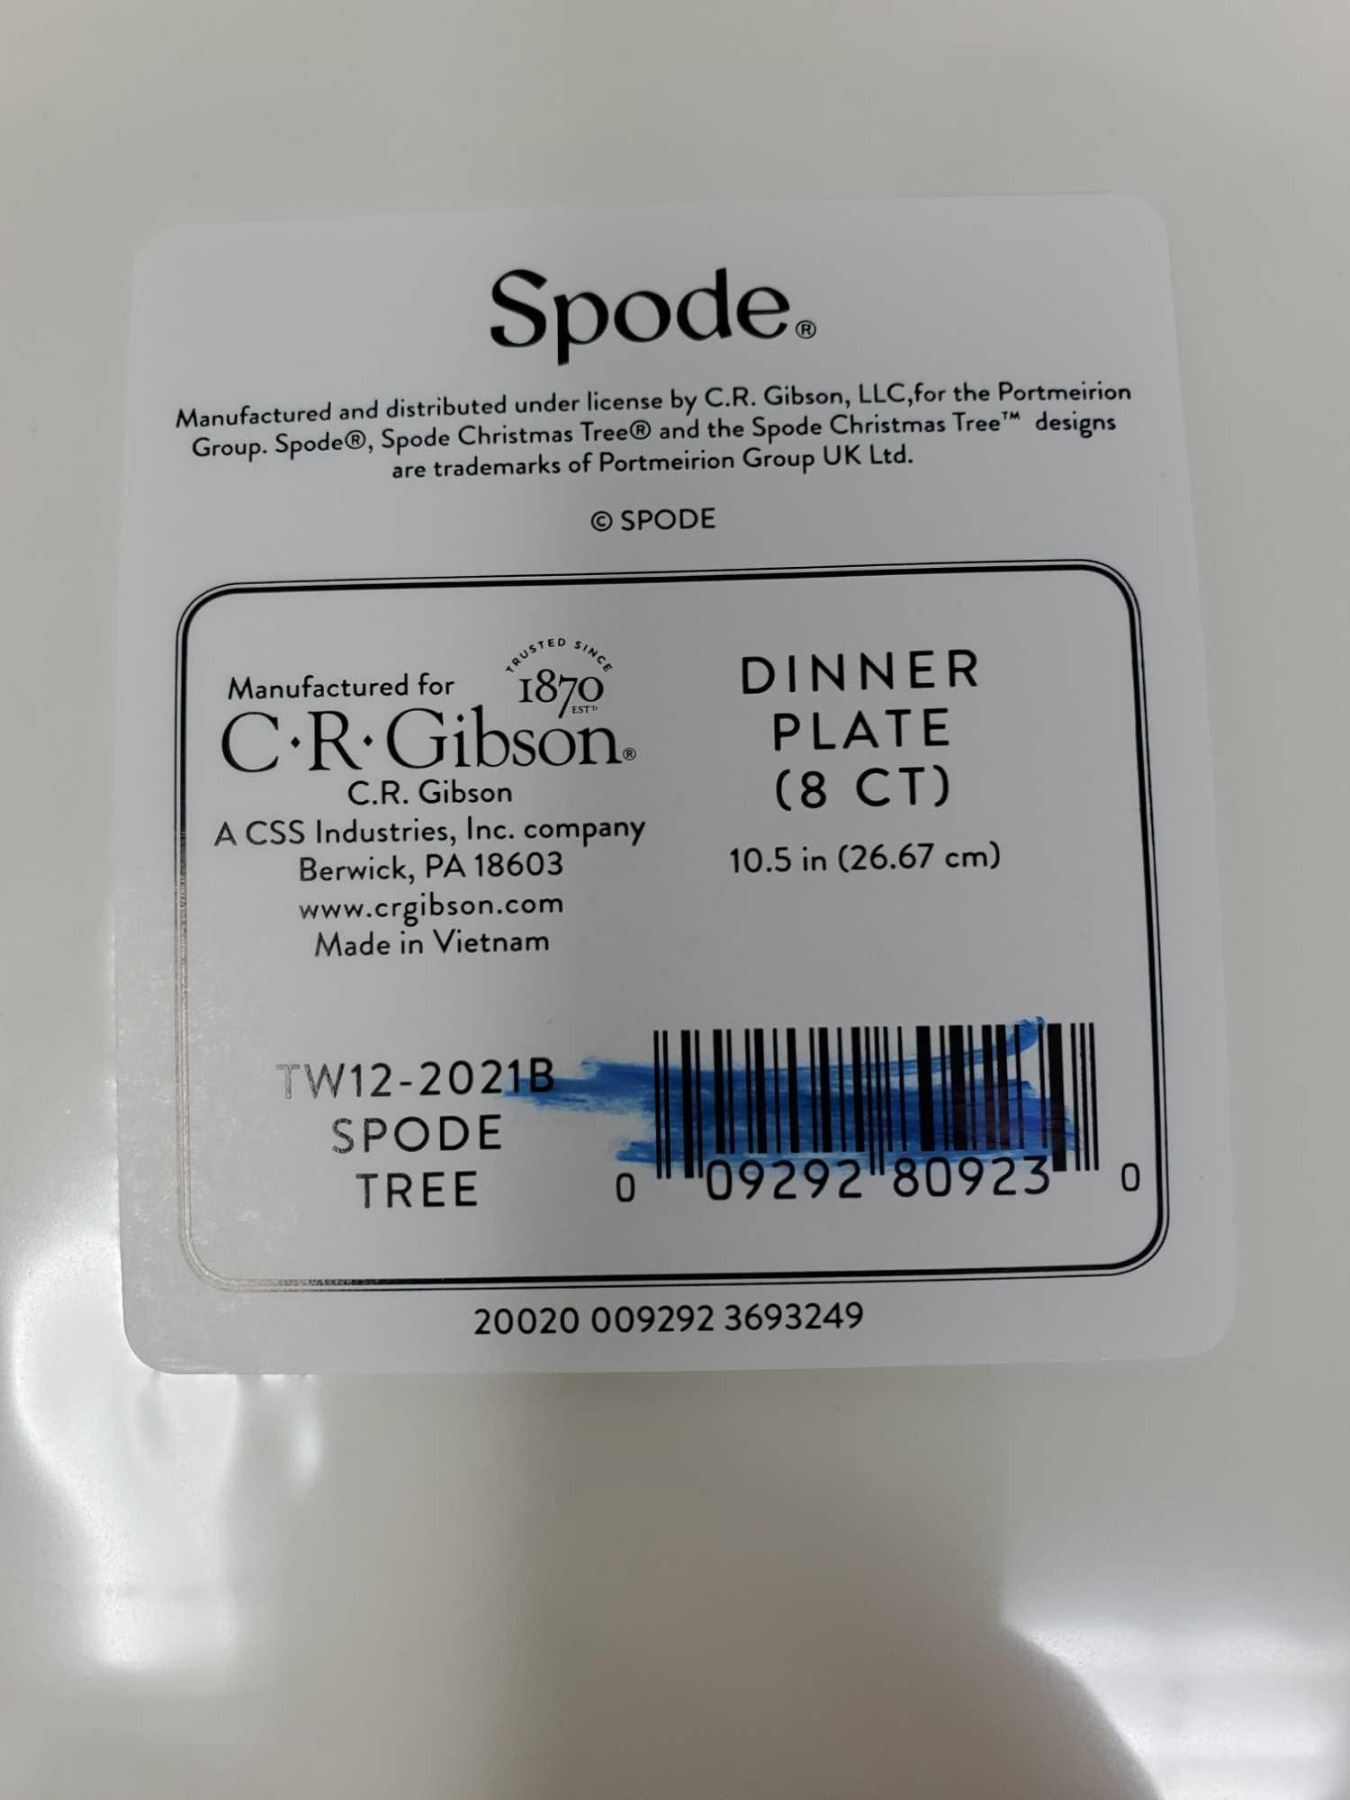 Spode®
Manufactured and distributed under license by C.R. Gibson, LLC,for the Portmeirion
Group. Spode®, Spode Christmas Tree® and the Spode Christmas Tree™ designs
are trademarks of Portmeirion Group UK Ltd.
© SPODE
TRUSTED SINCE
1870
ESTD
Manufactured for
C·R·Gibson®
C.R. Gibson
A CSS Industries, Inc. company
Berwick, PA 18603
www.crgibson.com
Made in Vietnam
DINNER
PLATE
(8 CT)
10.5 in (26.67 cm)
TW12-2021B
SPODE
TREE
0 09292 80923 0
20020 009292 3693249